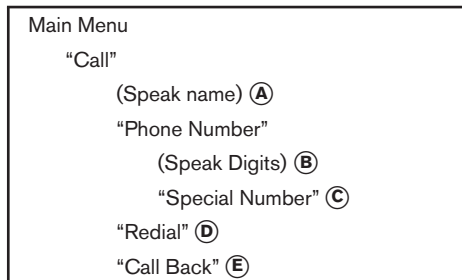 Main Menu
“Call”
(Speak name) Ⓐ
“Phone Number”
(Speak Digits) Ⓑ
“Special Number” Ⓒ
“Redial” Ⓓ
“Call Back” Ⓔ